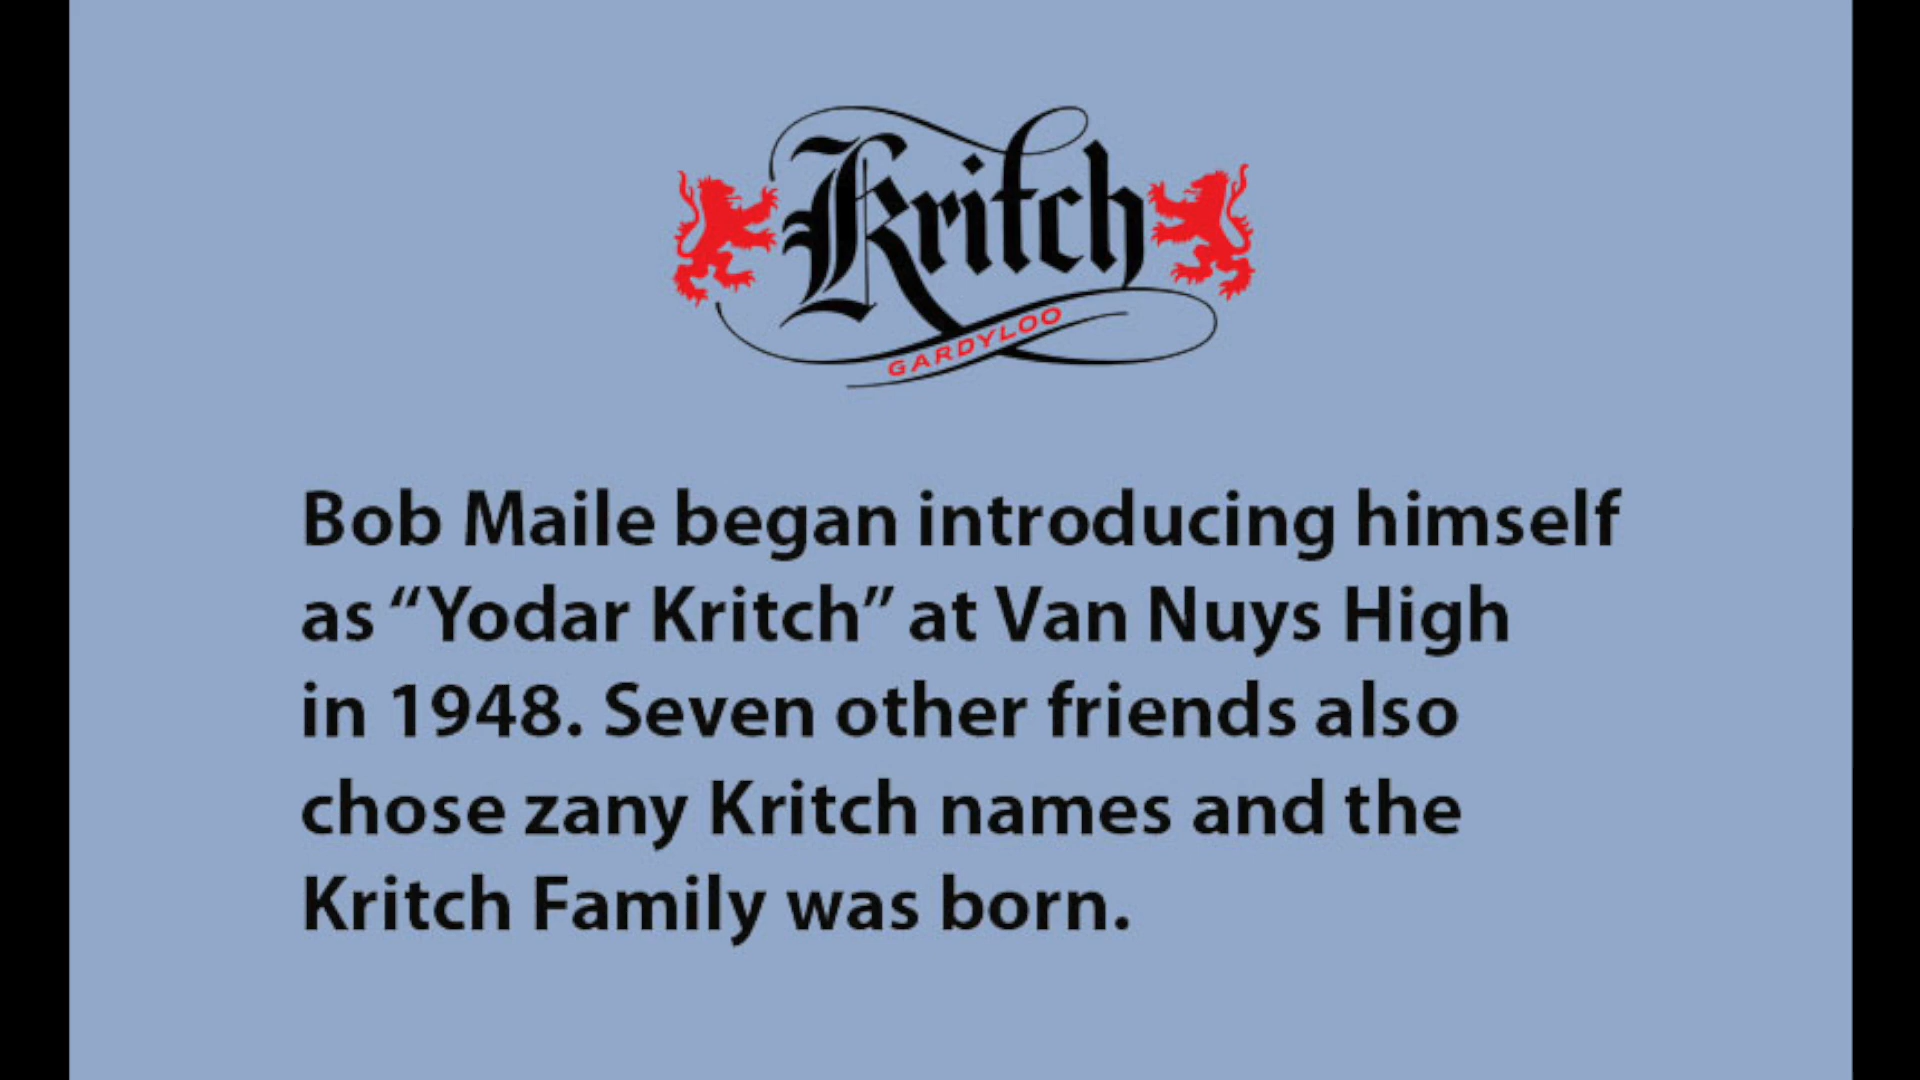 Kritch
GARDYLOO
Bob Maile began introducing himself
as “Yodar Kritch” at Van Nuys High
in 1948. Seven other friends also
chose zany Kritch names and the
Kritch Family was born.